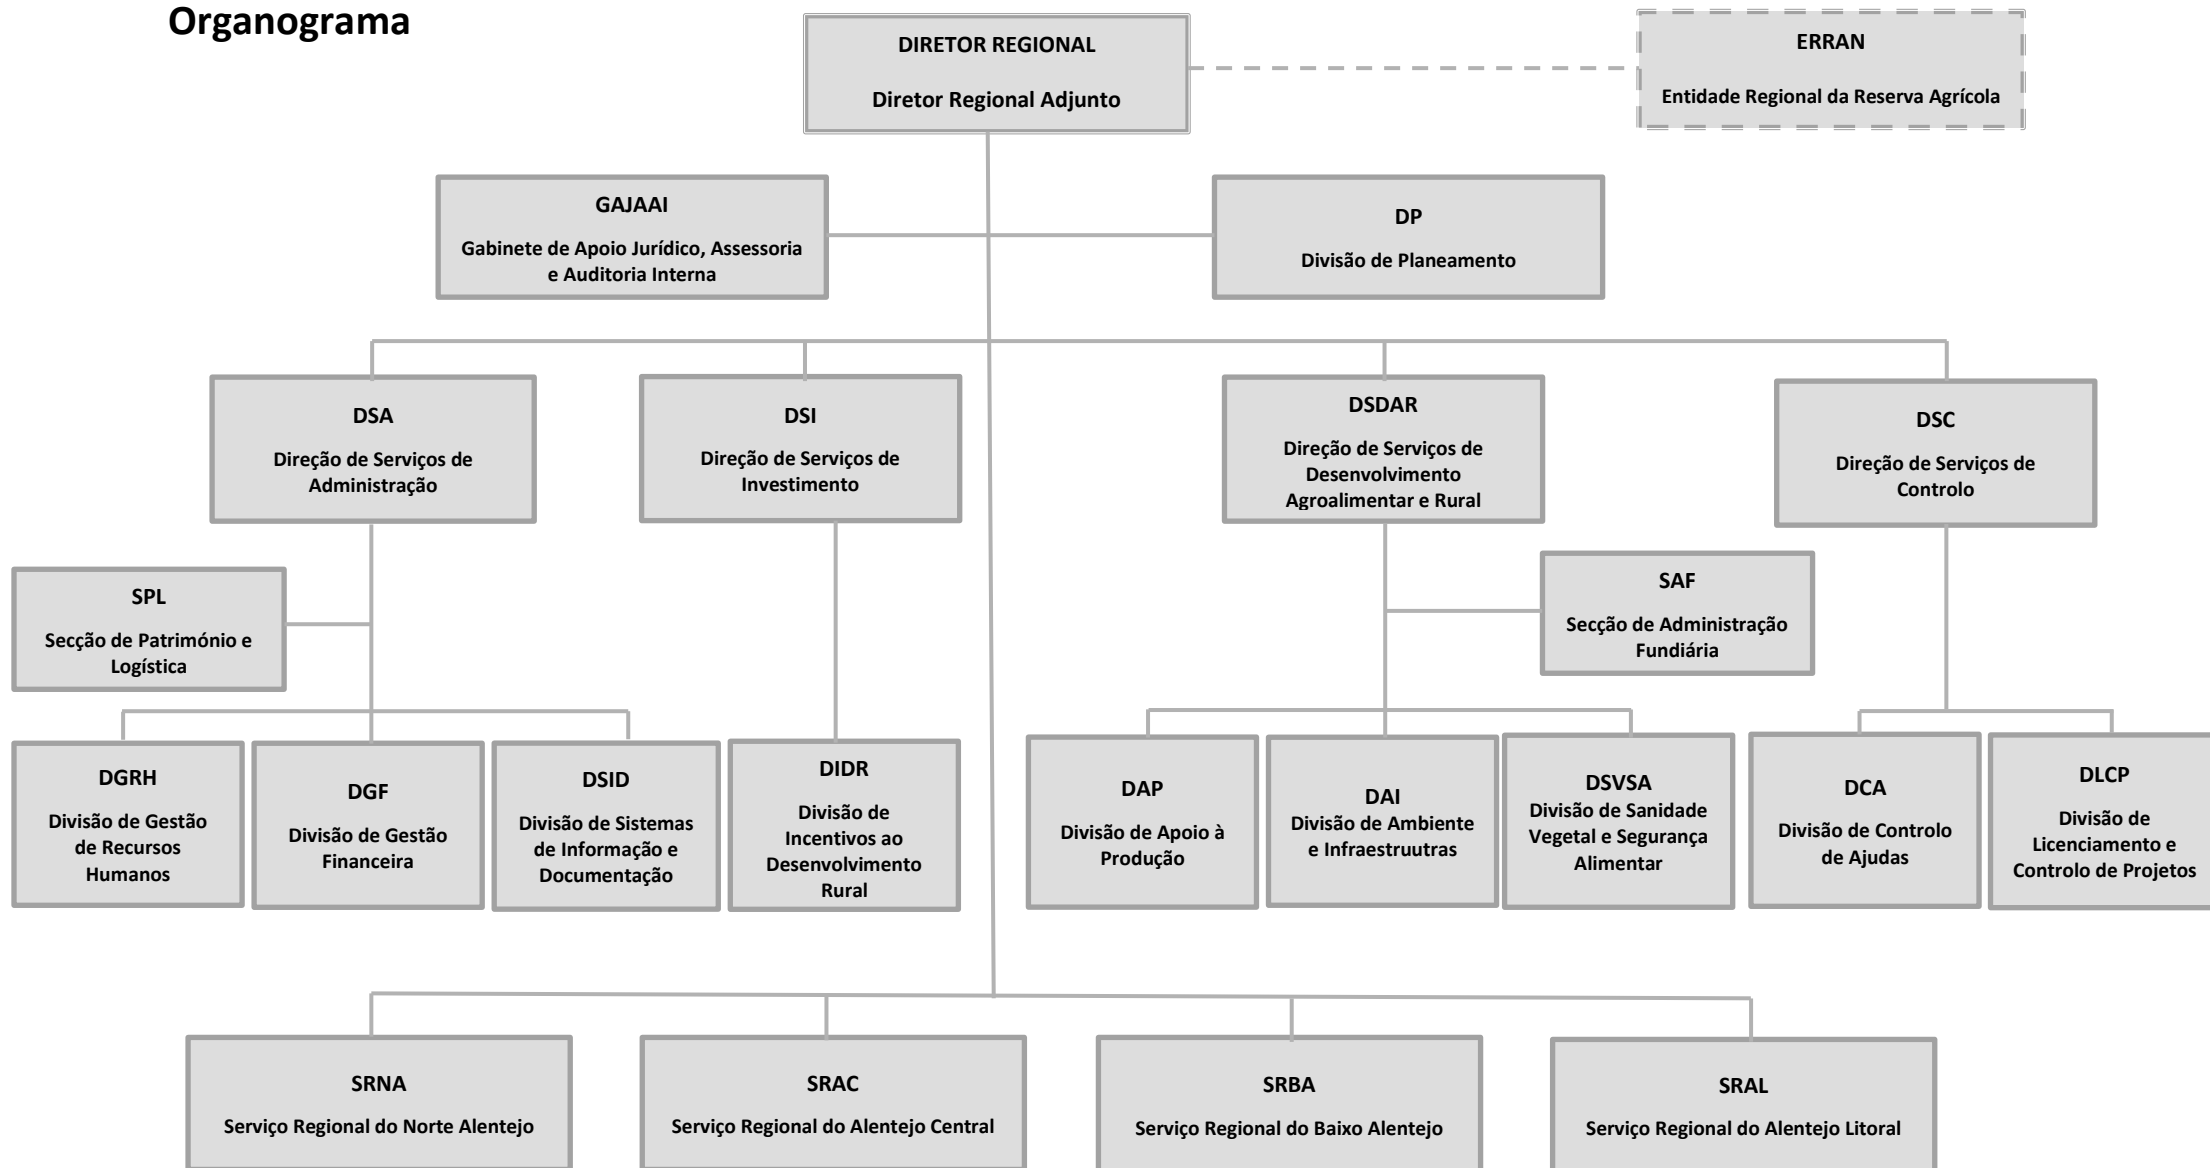 Organograma
DIRETOR REGIONAL
Diretor Regional Adjunto
ERRAN
Entidade Regional da Reserva Agrícola
GAJAAI
Gabinete de Apoio Jurídico, Assessoria
e Auditoria Interna
DP
Divisão de Planeamento
DSA
Direção de Serviços de
Administração
DSI
Direção de Serviços de
Investimento
DSDAR
Direção de Serviços de
Desenvolvimento
Agroalimentar e Rural
DSC
Direção de Serviços de
Controlo
SPL
Secção de Património e
Logística
SAF
Secção de Administração
Fundiária
DGRH
Divisão de Gestão
de Recursos
Humanos
DGF
Divisão de Gestão
Financeira
DSID
Divisão de Sistemas
de Informação e
Documentação
DIDR
Divisão de
Incentivos ao
Desenvolvimento
Rural
DAP
Divisão de Apoio à
Produção
DAI
Divisão de Ambiente
e Infraestruutras
DSVSA
Divisão de Sanidade
Vegetal e Segurança
Alimentar
DCA
Divisão de Controlo
de Ajudas
DLCP
Divisão de
Licenciamento e
Controlo de Projetos
SRNA
Serviço Regional do Norte Alentejo
SRAC
Serviço Regional do Alentejo Central
SRBA
Serviço Regional do Baixo Alentejo
SRAL
Serviço Regional do Alentejo Litoral